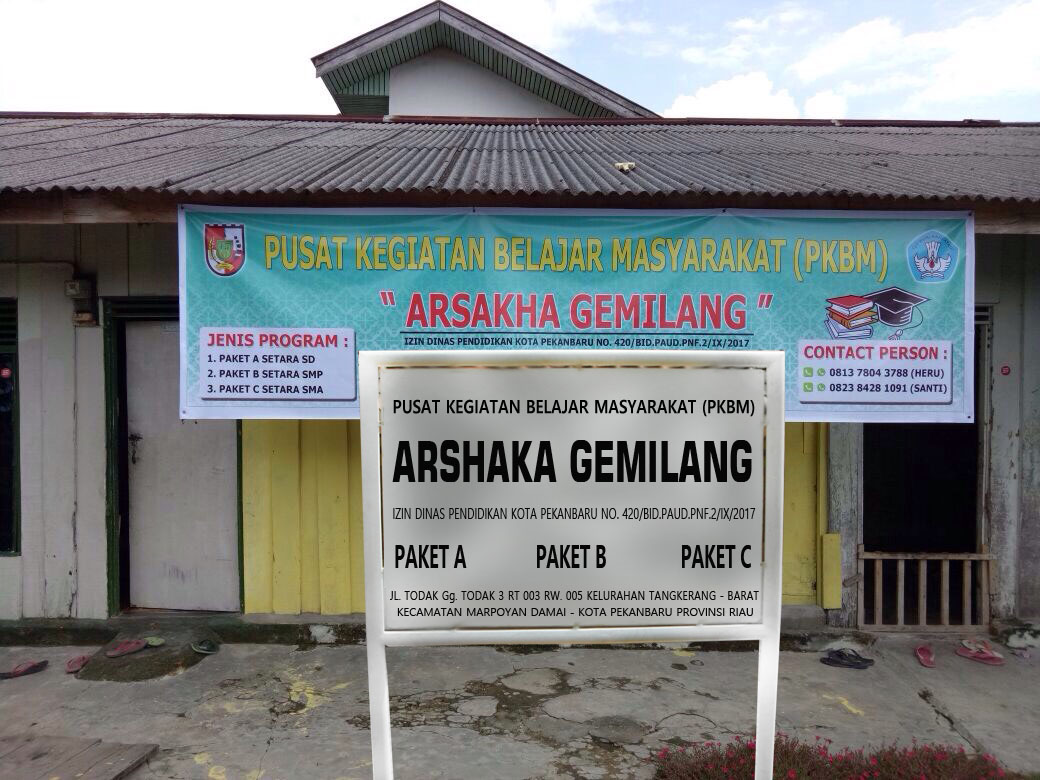 PUSAT KEGIATAN BELAJAR MASYARAKAT (PKBM)
" ARSAKHA GEMILANG "
IZIN DINAS PENDIDIKAN KOTA PEKANBARU NO. 420/BID.PAUD.PNF.2/IX/2017
JENIS PROGRAM :
1. PAKET A SETARA SD
2. PAKET B SETARA SMP
3. PAKET C SETARA SMA
CONTACT PERSON :
0813 7804 3788 (HERU)
0823 8428 1091 (SANTI)
PUSAT KEGIATAN BELAJAR MASYARAKAT (PKBM)
ARSHAKA GEMILANG
IZIN DINAS PENDIDIKAN KOTA PEKANBARU NO. 420/BID.PAUD.PNF.2/IX/2017
PAKET A PAKET B PAKET C
JL. TODAK Gg. TODAK 3 RT 003 RW. 005 KELURAHAN TANGKERANG - BARAT
KECAMATAN MARPOYAN DAMAI - KOTA PEKANBARU PROVINSI RIAU